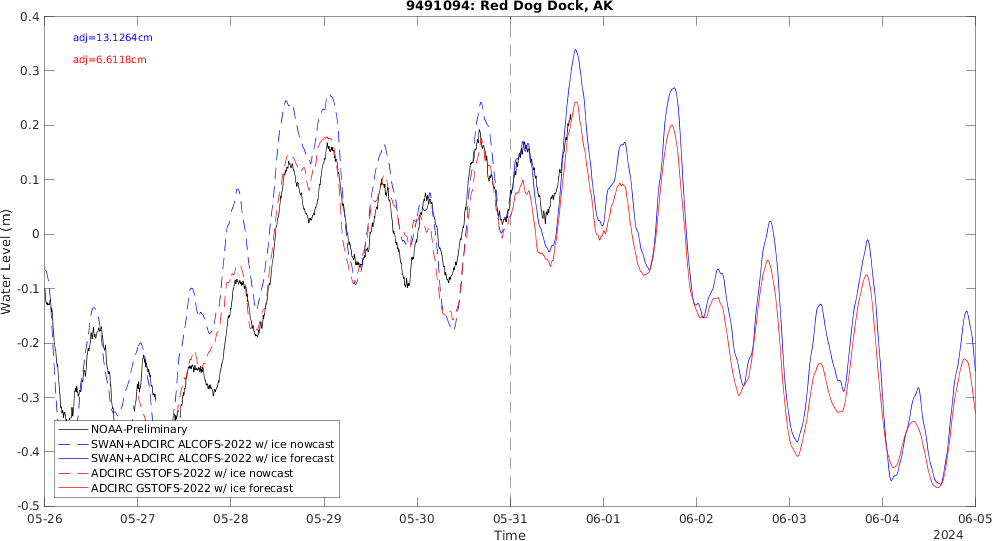 9491094: Red Dog Dock, AK
adj=13.1264cm
adj=6.6118cm
Water Level (m)
0.4
0.3
0.2
0.1
0
-0.1
-0.2
-0.3
-0.4
-0.5
NOAA-Preliminary
SWAN+ADCIRC ALCOFS-2022 w/ ice nowcast
SWAN+ADCIRC ALCOFS-2022 w/ ice forecast
ADCIRC GSTOFS-2022 w/ ice nowcast
ADCIRC GSTOFS-2022 w/ ice forecast
05-26 05-27 05-28 05-29 05-30 05-31 06-01 06-02 06-03 06-04 06-05
Time
2024